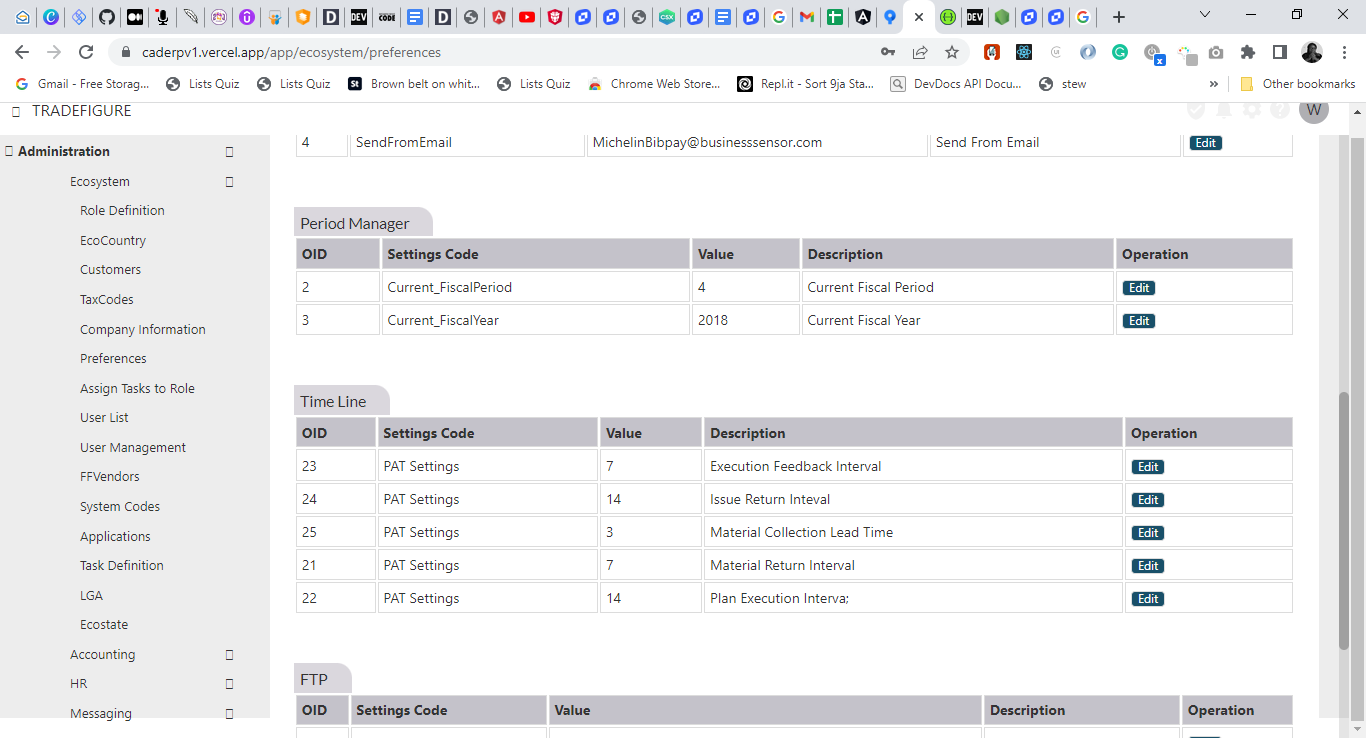 caderpv1.vercel.app/app/ecosystem/preferences
Gmail - Free Storag...
Lists Quiz
Lists Quiz
Brown belt on whit...
Lists Quiz
Chrome Web Store...
Repl.it - Sort 9ja Sta...
DevDocs API Docu...
stew
»
Other bookmarks
TRADEFIGURE
W
Administration
Ecosystem
Role Definition
EcoCountry
Customers
TaxCodes
Company Information
Preferences
Assign Tasks to Role
User List
User Management
FFVendors
System Codes
Applications
Task Definition
LGA
Ecostate
Accounting
HR
Messaging
4 SendFromEmail MichelinBibpay@businesssensor.com Send From Email Edit
Period Manager
OID Settings Code Value Description Operation
2 Current_FiscalPeriod 4 Current Fiscal Period Edit
3 Current_FiscalYear 2018 Current Fiscal Year Edit
Time Line
OID Settings Code Value Description Operation
23 PAT Settings 7 Execution Feedback Interval Edit
24 PAT Settings 14 Issue Return Inteval Edit
25 PAT Settings 3 Material Collection Lead Time Edit
21 PAT Settings 7 Material Return Interval Edit
22 PAT Settings 14 Plan Execution Interva; Edit
FTP
OID Settings Code Value Description Operation